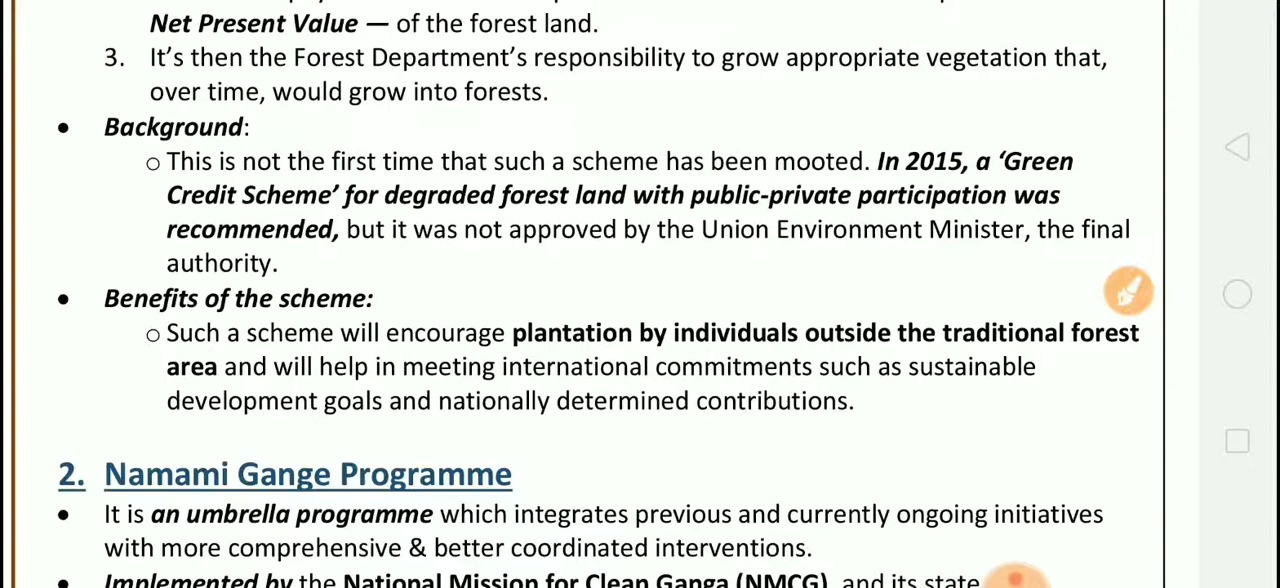 Net Present Value — of the forest land.
3. It's then the Forest Department's responsibility to grow appropriate vegetation that,
over time, would grow into forests.
• Background:
o This is not the first time that such a scheme has been mooted. In 2015, a ‘Green
Credit Scheme’ for degraded forest land with public-private participation was
recommended, but it was not approved by the Union Environment Minister, the final
authority.
• Benefits of the scheme:
o Such a scheme will encourage plantation by individuals outside the traditional forest
area and will help in meeting international commitments such as sustainable
development goals and nationally determined contributions.
2. Namami Gange Programme
• It is an umbrella programme which integrates previous and currently ongoing initiatives
with more comprehensive & better coordinated interventions.
• Implemented by the National Mission for Clean Ganga (NMCG), and its state